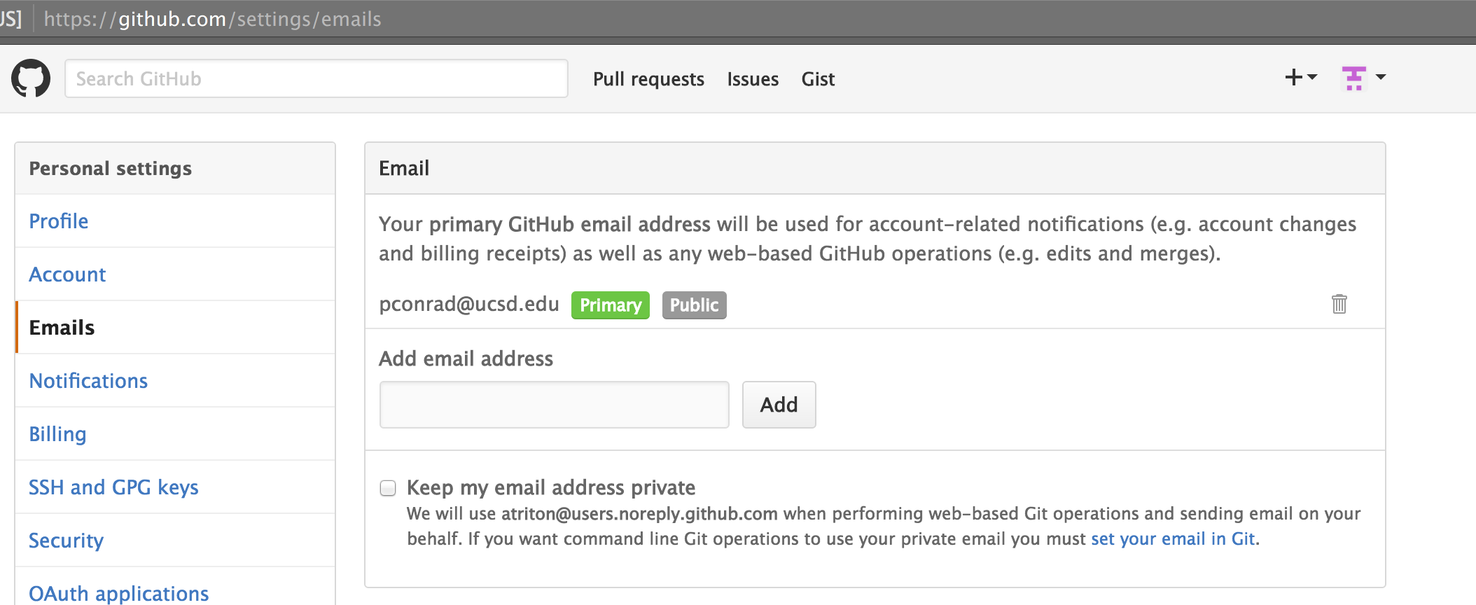 US] https://github.com/settings/emails
Search GitHub Pull requests Issues Gist
Personal settings
Profile
Account
Emails
Notifications
Billing
SSH and GPG keys
Security
OAuth applications
Email
Your primary GitHub email address will be used for account-related notifications (e.g. account changes
and billing receipts) as well as any web-based GitHub operations (e.g. edits and merges).
pconrad@ucsd.edu Primary Public
Add email address
Add
Keep my email address private
We will use atriton@users.noreply.github.com when performing web-based Git operations and sending email on your
behalf. If you want command line Git operations to use your private email you must set your email in Git.